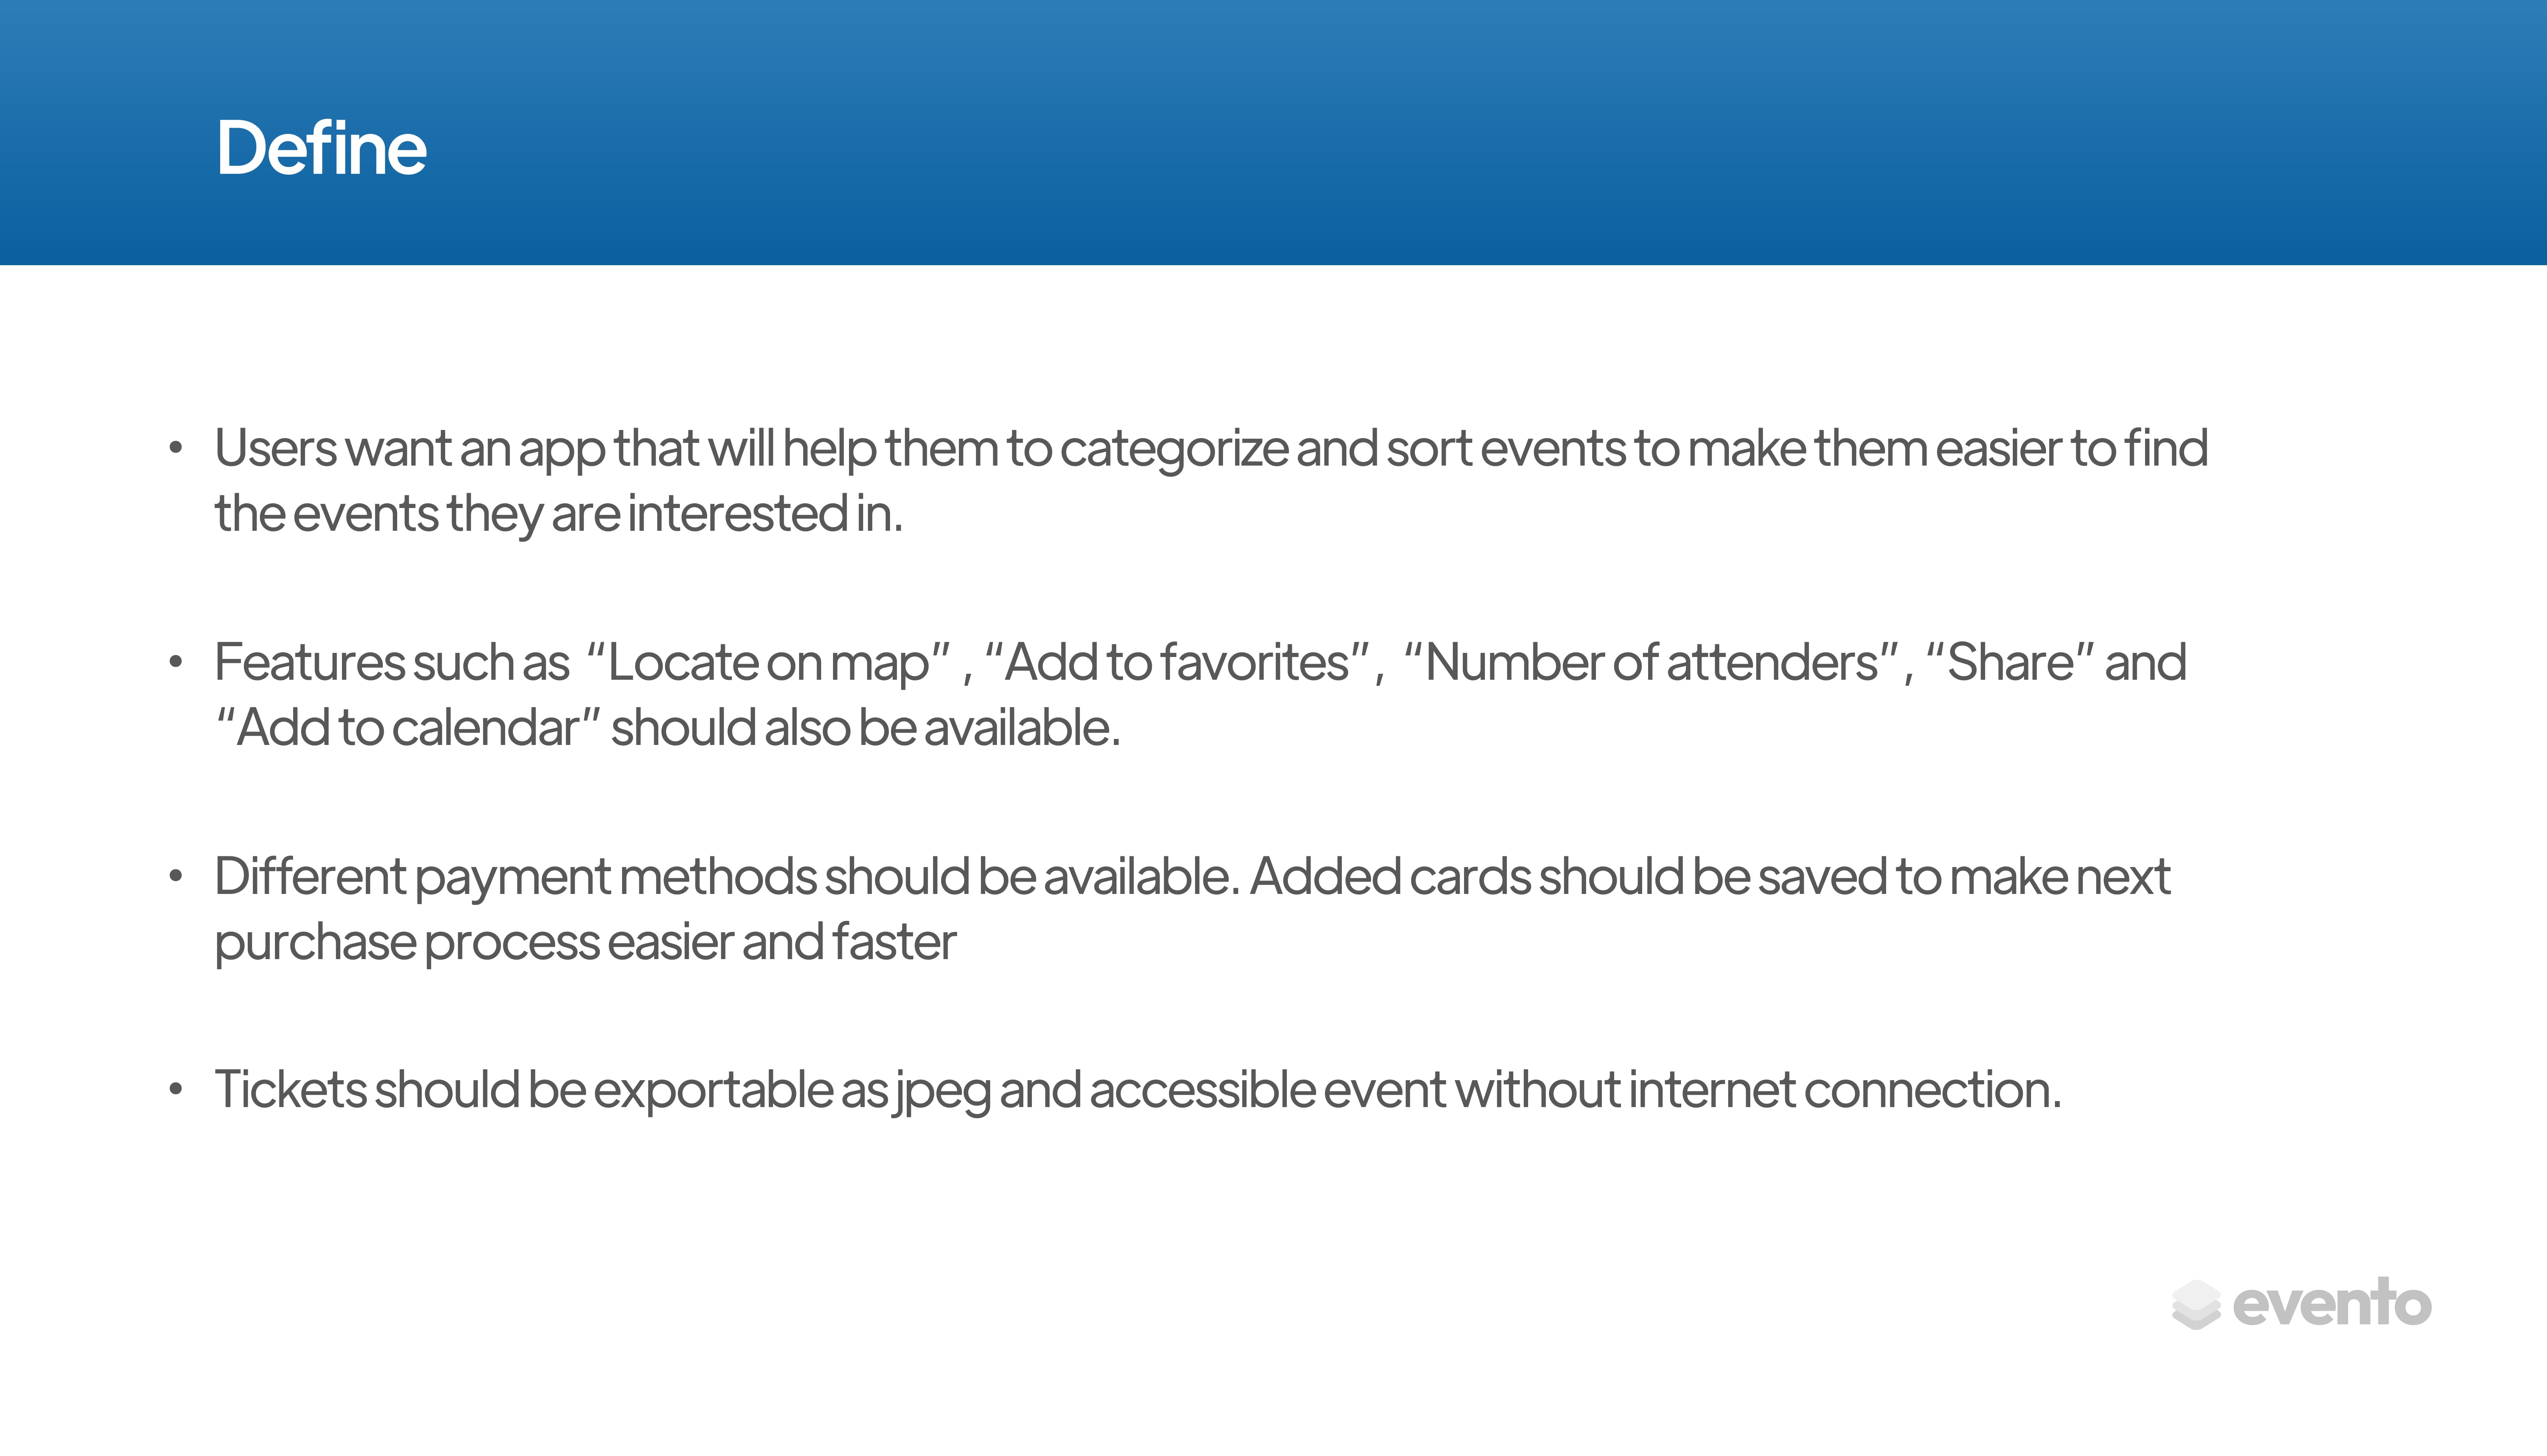 Define
• Users want an app that will help them to categorize and sort events to make them easier to find
the events they are interested in.
• Features such as “Locate on map” , “Add to favorites”, “Number of attenders”, “Share” and
“Add to calendar” should also be available.
• Different payment methods should be available. Added cards should be saved to make next
purchase process easier and faster
• Tickets should be exportable as jpeg and accessible event without internet connection.
evento